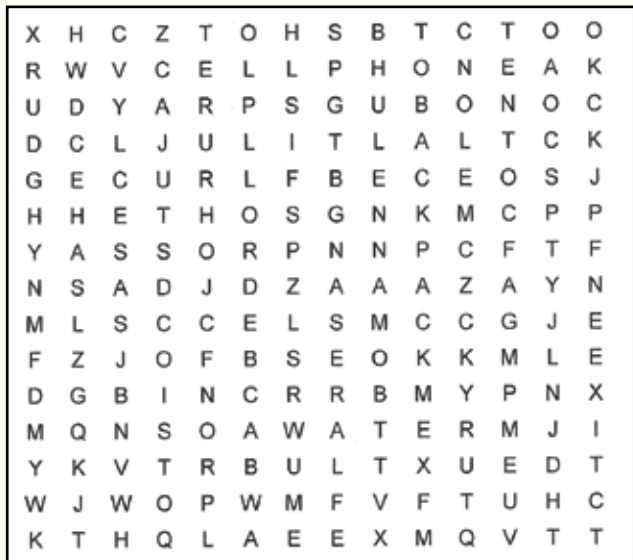 X H C Z T O H S B T C T O O
R W V C E L L P H O N E A K
U D Y A R P S G U B O N O C
D C L J U L I T L A L T C K
G E C U R L F B E C E O S J
H H E T H O S G N K M C P P
Y A S S O R P N N P C F T F
N S A D J D Z A A A Z A Y N
M L S C C E L S M C C G J E
F Z J O F B S E O K K M L E
D G B I N C R R B M Y P N X
M Q N S O A W A T E R M J I
Y K V T R B U L T X U E D T
W J W O P W M F V F T U H C
K T H Q L A E E X M Q V T T